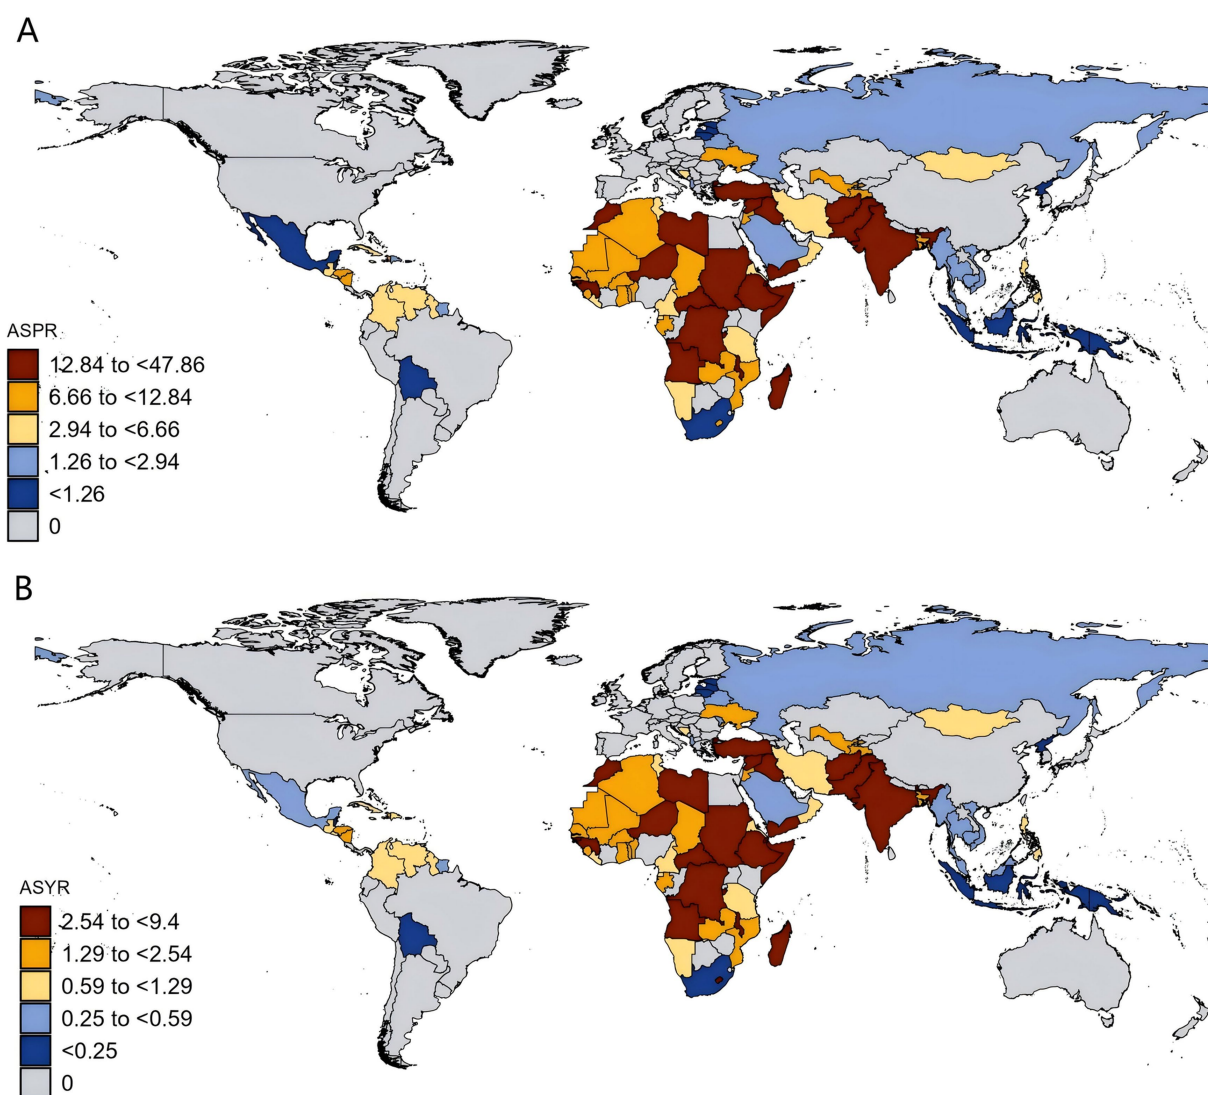 A
ASPR
12.84 to <47.86
6.66 to <12.84
2.94 to <6.66
1.26 to <2.94
<1.26
0
B
ASYR
2.54 to <9.4
1.29 to <2.54
0.59 to <1.29
0.25 to <0.59
<0.25
0